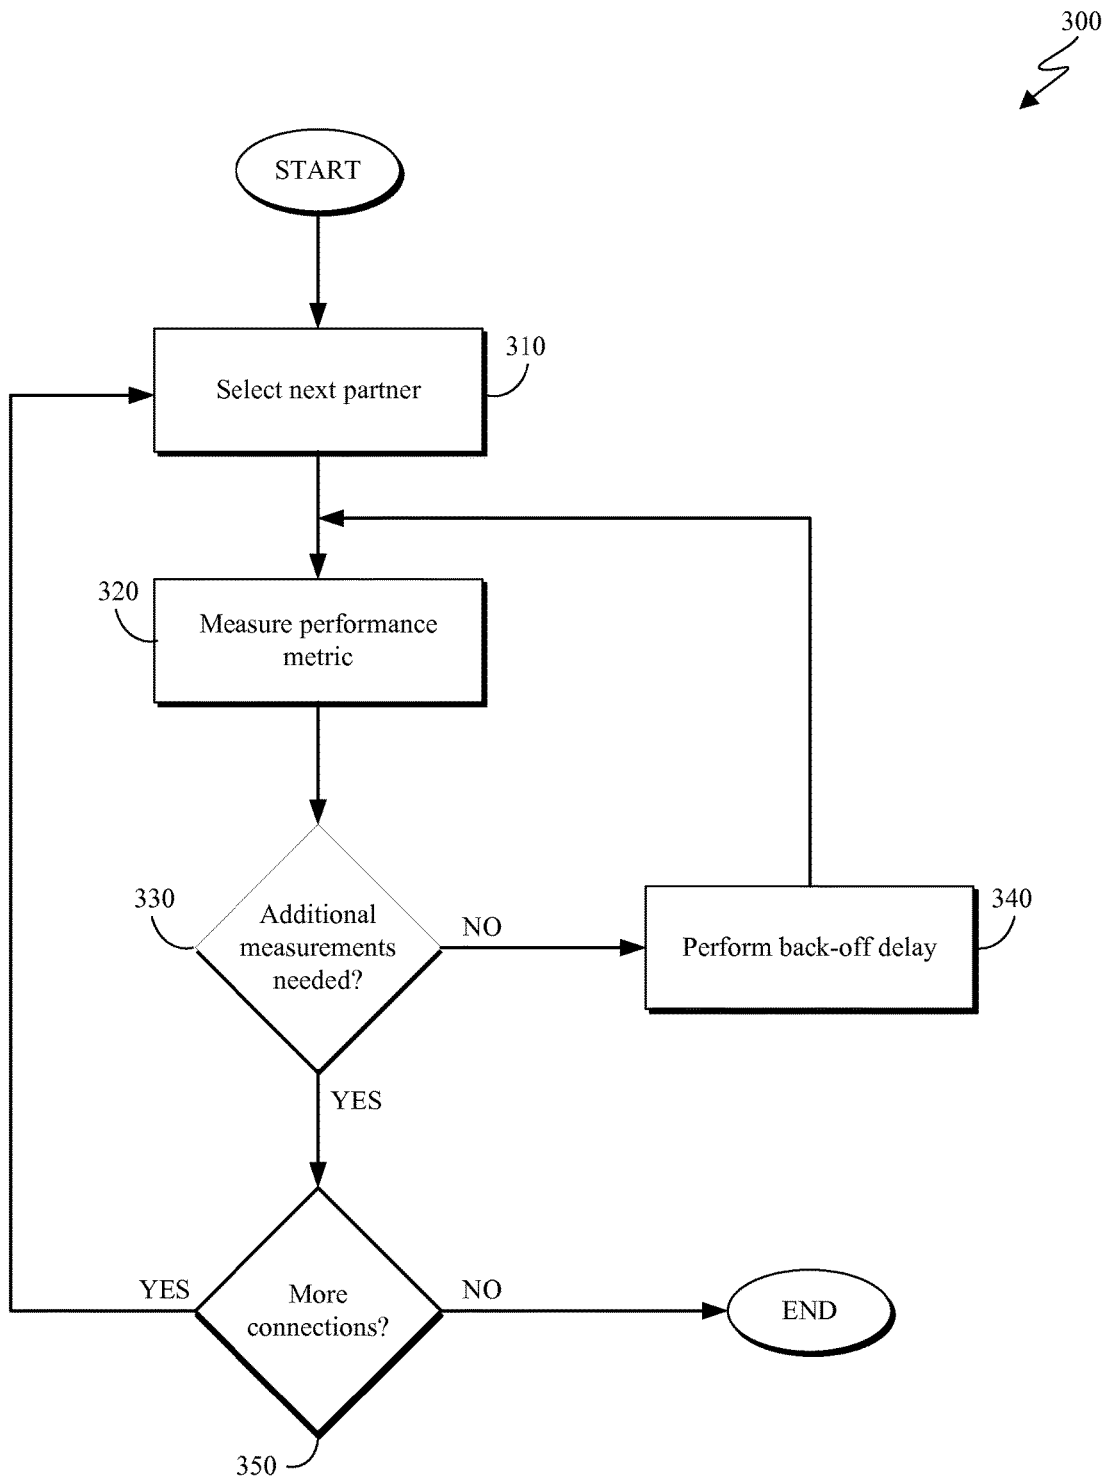 300
START
310
Select next partner
320
Measure performance
metric
330
Additional
measurements
needed?
NO
340
Perform back-off delay
YES
YES
More
connections?
NO
END
350